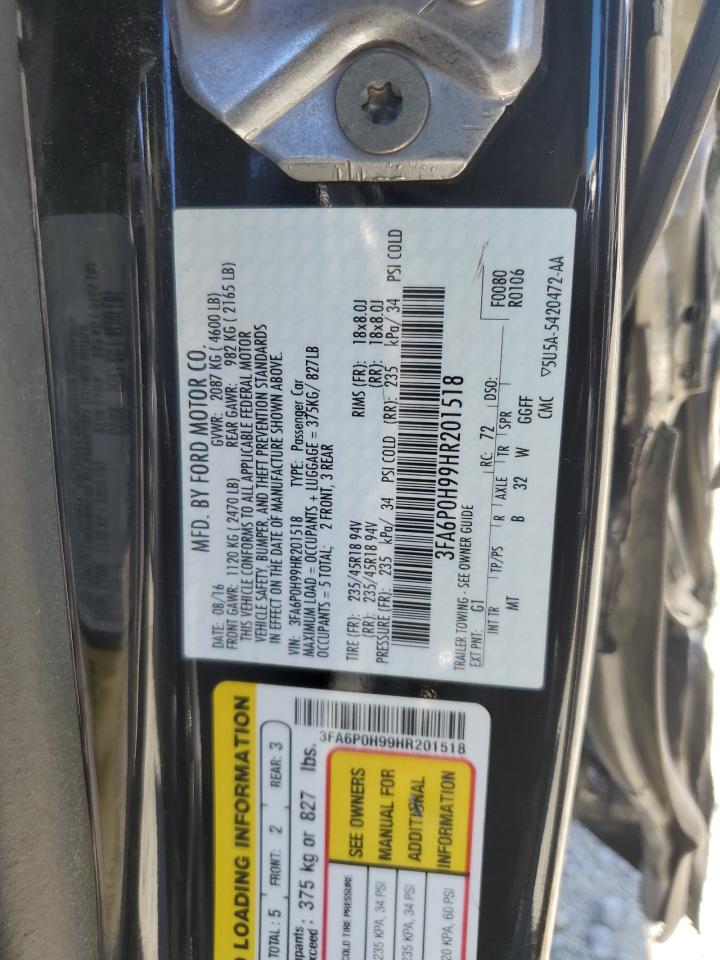 MFD. BY FORD MOTOR CO.
DATE: 08/16 GVWR: 2087 KG ( 4600 LB)
FRONT GAWR: 1120 KG ( 2470 LB) REAR GAWR: 982 KG ( 2165 LB)
THIS VEHICLE CONFORMS TO ALL APPLICABLE FEDERAL MOTOR
VEHICLE SAFETY, BUMPER, AND THEFT PREVENTION STANDARDS
IN EFFECT ON THE DATE OF MANUFACTURE SHOWN ABOVE.
VIN: 3FA6P0H99HR201518 TYPE: Passenger Car
MAXIMUM LOAD = OCCUPANTS + LUGGAGE = 375KG/ 827LB
OCCUPANTS = 5 TOTAL; 2 FRONT, 3 REAR
TIRE (FR): 235/45R18 94V RIMS (FR): 18x8.0J
(RR): 235/45R18 94V (RR): 18x8.0J
PRESSURE (FR): 235 kPa/ 34 PSI COLD (RR): 235 kPa/ 34 PSI COLD
3FA6P0H99HR201518
TRAILER TOWING - SEE OWNER GUIDE
EXT PNT: G1 RC: 72 DSO: F0080
R0106
INT TR TP/PS R AXLE TR SPR
MT B 32 W GGFF
CMC ▽5U5A-5420472-AA
LOADING INFORMATION
TOTAL : 5 FRONT: 2 REAR: 3
exceed : 375 kg or 827 lbs.
3FA6P0H99HR201518
COLD TIRE PRESSURE
235 KPA, 34 PSI
235 KPA, 34 PSI
KPA, 60 PSI
SEE OWNERS
MANUAL FOR
ADDITIONAL
INFORMATION